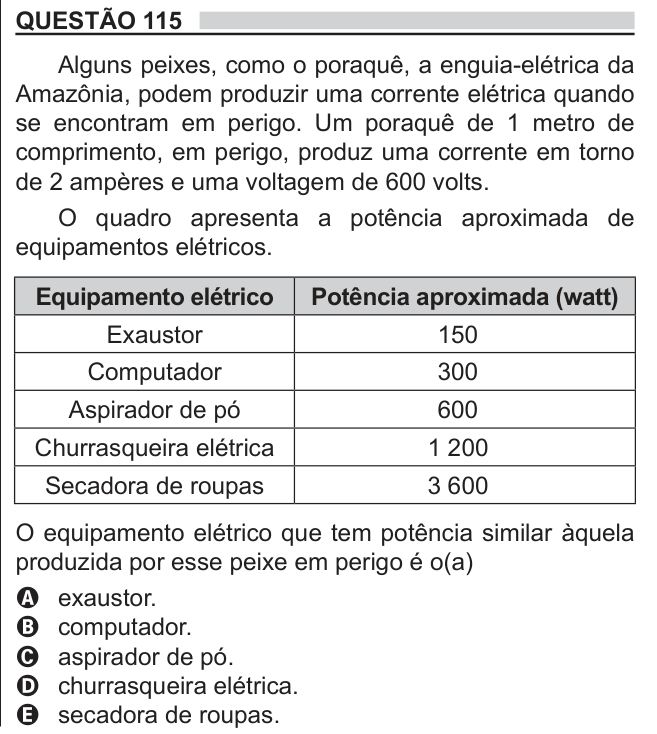 QUESTÃO 115
Alguns peixes, como o poraquê, a enguia-elétrica da
Amazônia, podem produzir uma corrente elétrica quando
se encontram em perigo. Um poraquê de 1 metro de
comprimento, em perigo, produz uma corrente em torno
de 2 ampères e uma voltagem de 600 volts.
O quadro apresenta a potência aproximada de
equipamentos elétricos.
Equipamento elétrico Potência aproximada (watt)
Exaustor 150
Computador 300
Aspirador de pó 600
Churrasqueira elétrica 1 200
Secadora de roupas 3 600
O equipamento elétrico que tem potência similar àquela
produzida por esse peixe em perigo é o(a)
A exaustor.
B computador.
C aspirador de pó.
D churrasqueira elétrica.
E secadora de roupas.